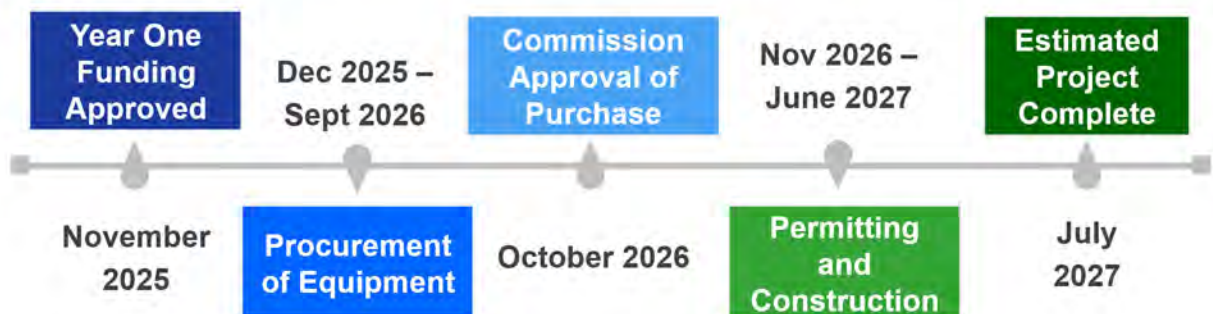 Year One
Funding
Approved
November
2025
Dec 2025 –
Sept 2026
Procurement
of Equipment
Commission
Approval of
Purchase
October 2026
Nov 2026 –
June 2027
Permitting
and
Construction
Estimated
Project
Complete
July
2027